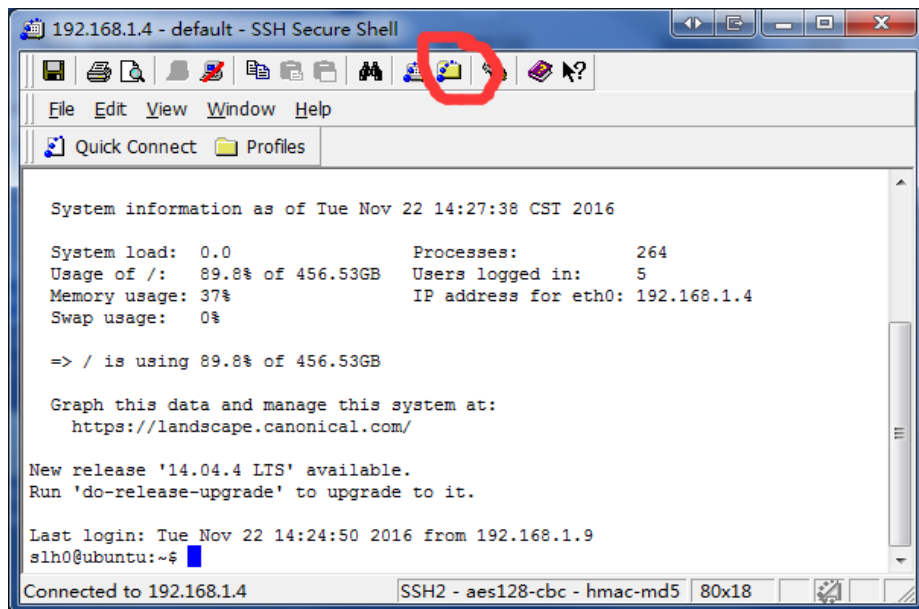 192.168.1.4 - default - SSH Secure Shell
File Edit View Window Help
Quick Connect Profiles
System information as of Tue Nov 22 14:27:38 CST 2016
System load: 0.0 Processes: 264
Usage of /: 89.8% of 456.53GB Users logged in: 5
Memory usage: 37% IP address for eth0: 192.168.1.4
Swap usage: 0%
=> / is using 89.8% of 456.53GB
Graph this data and manage this system at:
https://landscape.canonical.com/
New release '14.04.4 LTS' available.
Run 'do-release-upgrade' to upgrade to it.
Last login: Tue Nov 22 14:24:50 2016 from 192.168.1.9
slh0@ubuntu:~$
Connected to 192.168.1.4 SSH2 - aes128-cbc - hmac-md5 80x18